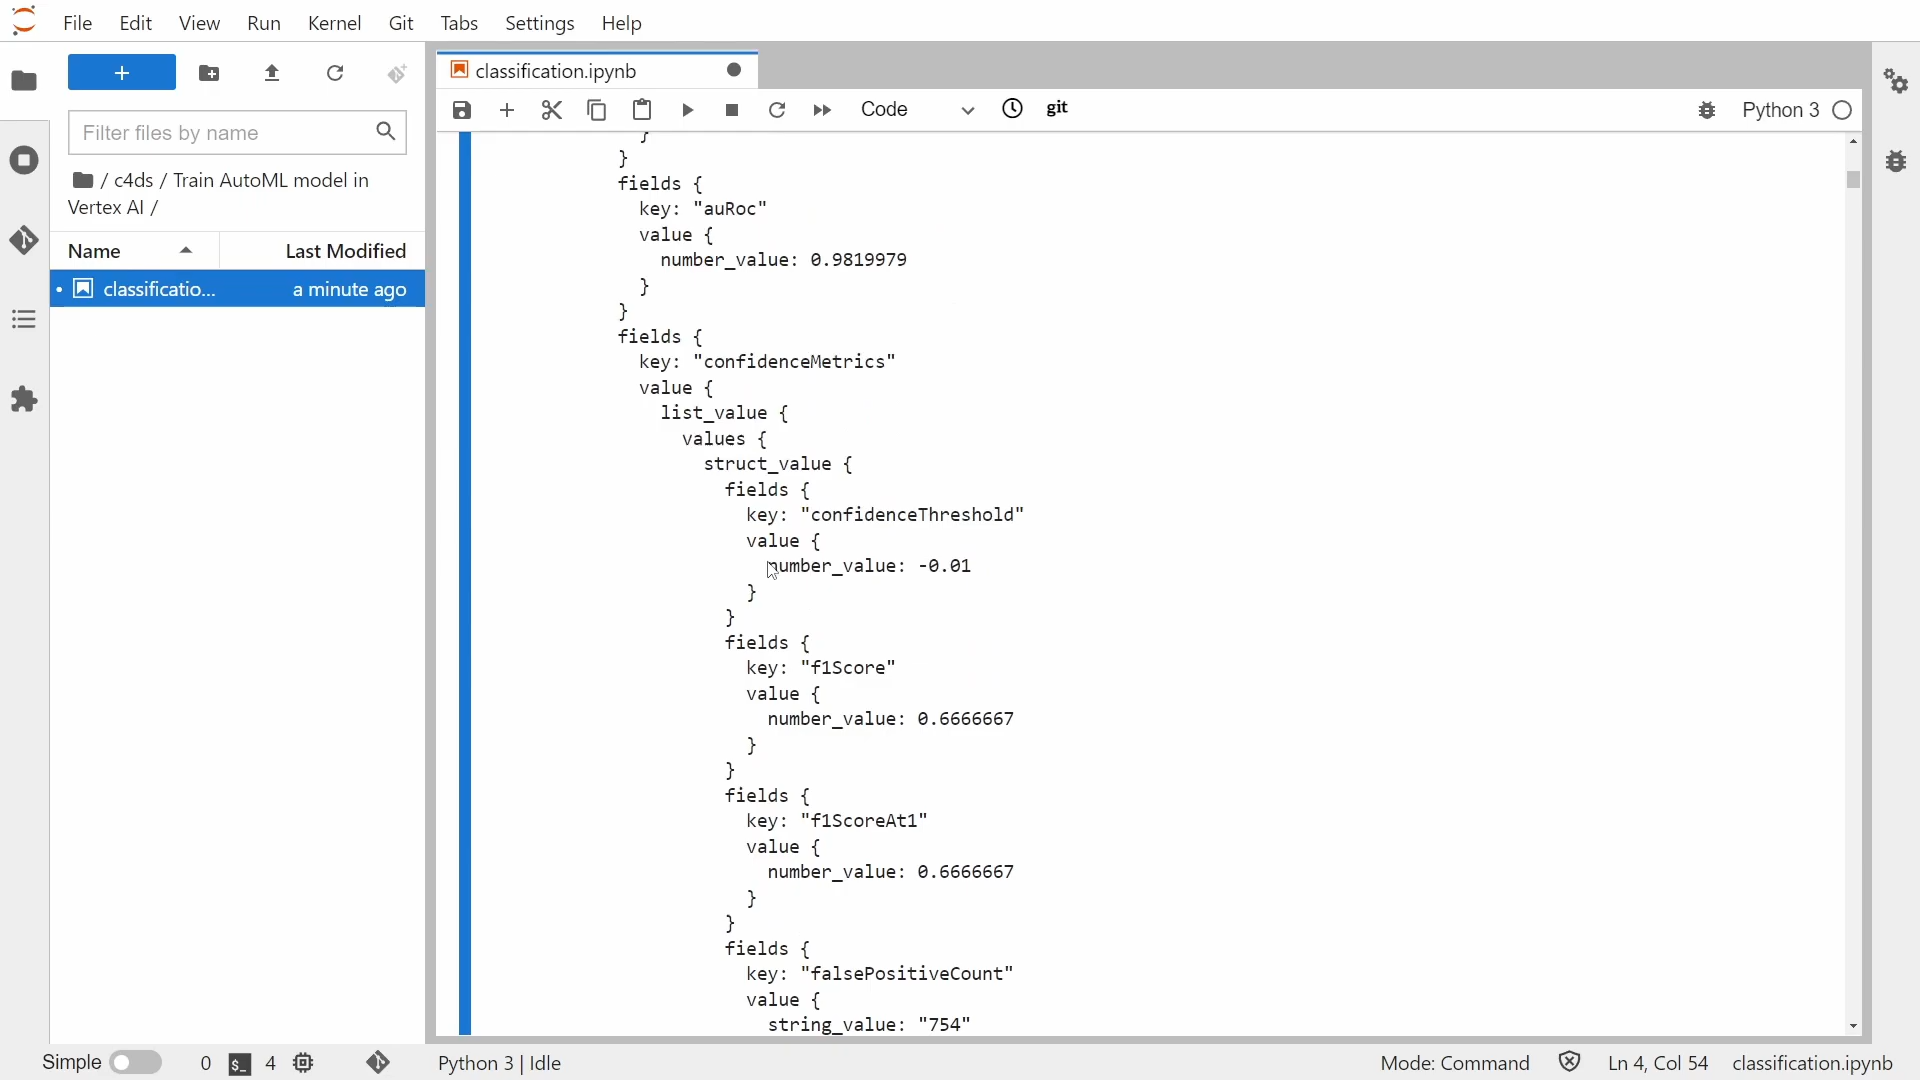 File Edit View Run Kernel Git Tabs Settings Help
+
Filter files by name
/ c4ds / Train AutoML model in
Vertex AI /
Name Last Modified
classificatio... a minute ago
classification.ipynb
Code git Python 3
}
}
fields {
key: "auRoc"
value {
number_value: 0.9819979
}
}
fields {
key: "confidenceMetrics"
value {
list_value {
values {
struct_value {
fields {
key: "confidenceThreshold"
value {
number_value: -0.01
}
}
fields {
key: "f1Score"
value {
number_value: 0.6666667
}
}
fields {
key: "f1ScoreAt1"
value {
number_value: 0.6666667
}
}
fields {
key: "falsePositiveCount"
value {
string_value: "754"
Simple 0 $_ 4 Python 3 | Idle Mode: Command Ln 4, Col 54 classification.ipynb